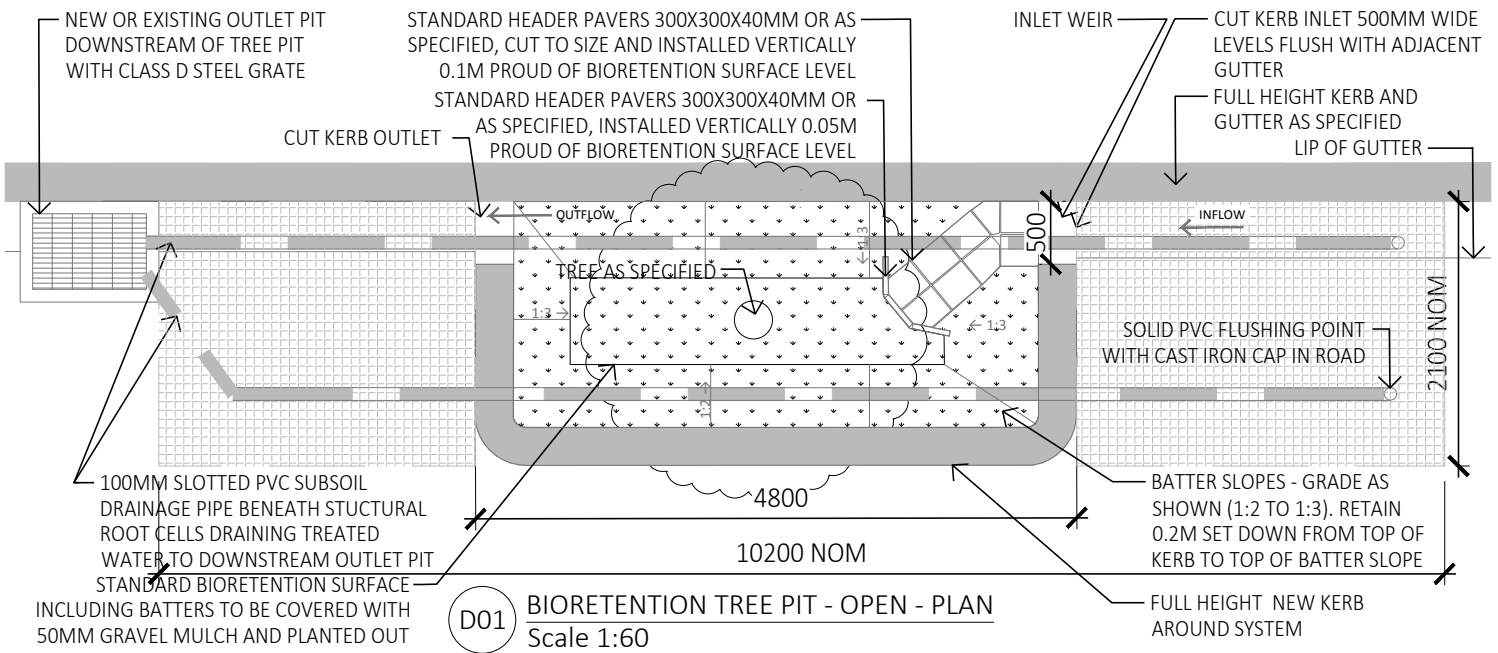 NEW OR EXISTING OUTLET PIT
DOWNSTREAM OF TREE PIT
WITH CLASS D STEEL GRATE
STANDARD HEADER PAVERS 300X300X40MM OR AS
SPECIFIED, CUT TO SIZE AND INSTALLED VERTICALLY
0.1M PROUD OF BIORETENTION SURFACE LEVEL
STANDARD HEADER PAVERS 300X300X40MM OR
AS SPECIFIED, INSTALLED VERTICALLY 0.05M
PROUD OF BIORETENTION SURFACE LEVEL
CUT KERB OUTLET
INLET WEIR
CUT KERB INLET 500MM WIDE
LEVELS FLUSH WITH ADJACENT
GUTTER
FULL HEIGHT KERB AND
GUTTER AS SPECIFIED
LIP OF GUTTER
OUTFLOW
INFLOW
500
1:3
TREE AS SPECIFIED
1:3
1:3
1:2
SOLID PVC FLUSHING POINT
WITH CAST IRON CAP IN ROAD
2100 NOM
100MM SLOTTED PVC SUBSOIL
DRAINAGE PIPE BENEATH STUCTURAL
ROOT CELLS DRAINING TREATED
WATER TO DOWNSTREAM OUTLET PIT
STANDARD BIORETENTION SURFACE
INCLUDING BATTERS TO BE COVERED WITH
50MM GRAVEL MULCH AND PLANTED OUT
4800
10200 NOM
BATTER SLOPES - GRADE AS
SHOWN (1:2 TO 1:3). RETAIN
0.2M SET DOWN FROM TOP OF
KERB TO TOP OF BATTER SLOPE
FULL HEIGHT NEW KERB
AROUND SYSTEM
D01
BIORETENTION TREE PIT - OPEN - PLAN
Scale 1:60